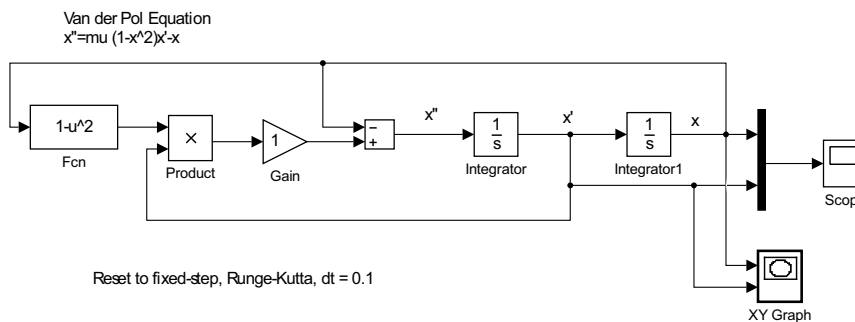 Van der Pol Equation
x"=mu (1-x^2)x'-x
1-u^2
Fcn
×
Product
1
Gain
−
+
x"
1
s
Integrator
x'
1
s
Integrator1
x
Scop
XY Graph
Reset to fixed-step, Runge-Kutta, dt = 0.1